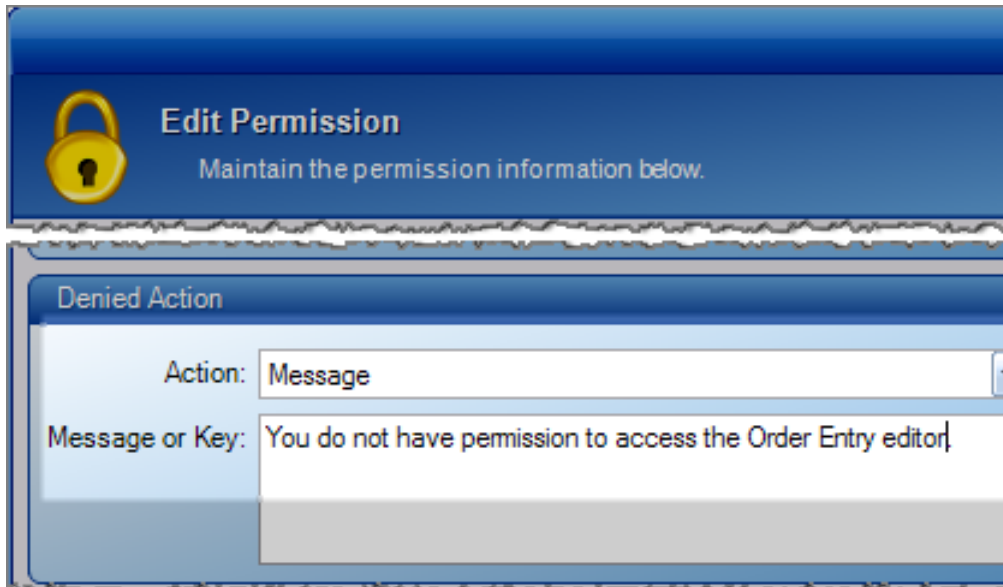 Edit Permission
Maintain the permission information below.
Denied Action
Action: Message
Message or Key: You do not have permission to access the Order Entry editor.